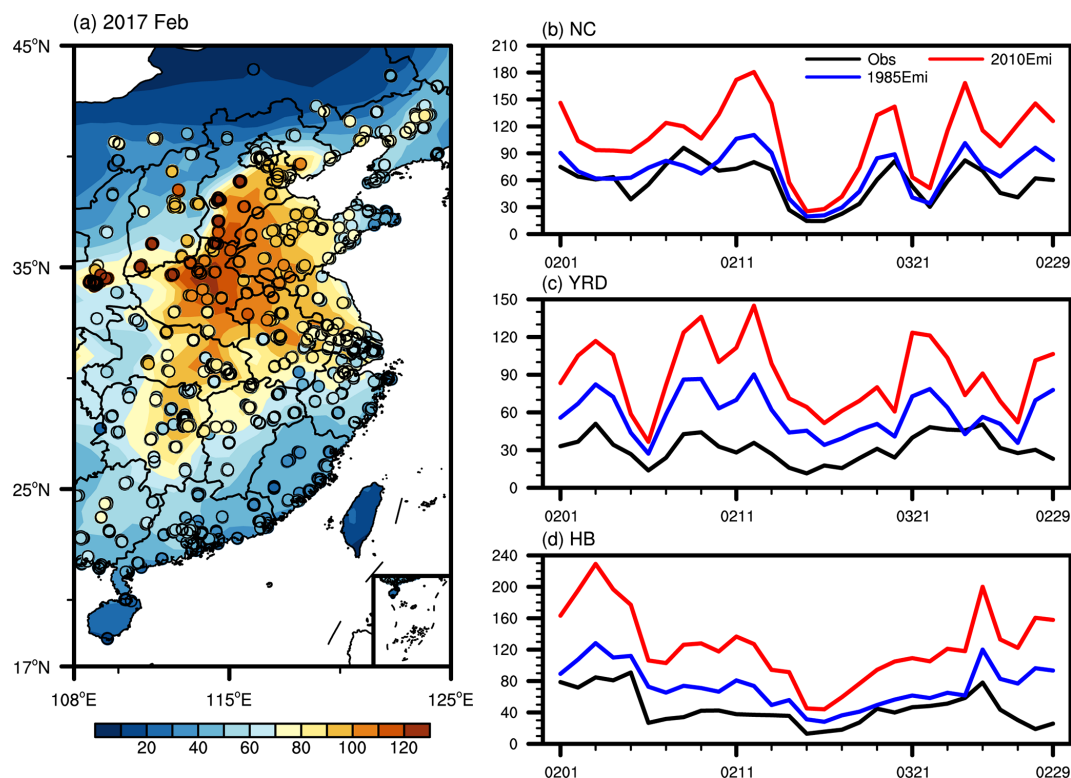 (a) 2017 Feb
45°N
35°N
25°N
17°N
108°E
115°E
125°E
20
40
60
80
100
120
(b) NC
210
180
150
120
90
60
30
0
Obs
2010Emi
1985Emi
0201
0211
0321
0229
(c) YRD
150
120
90
60
30
0
0201
0211
0321
0229
(d) HB
240
200
160
120
80
40
0
0201
0211
0321
0229